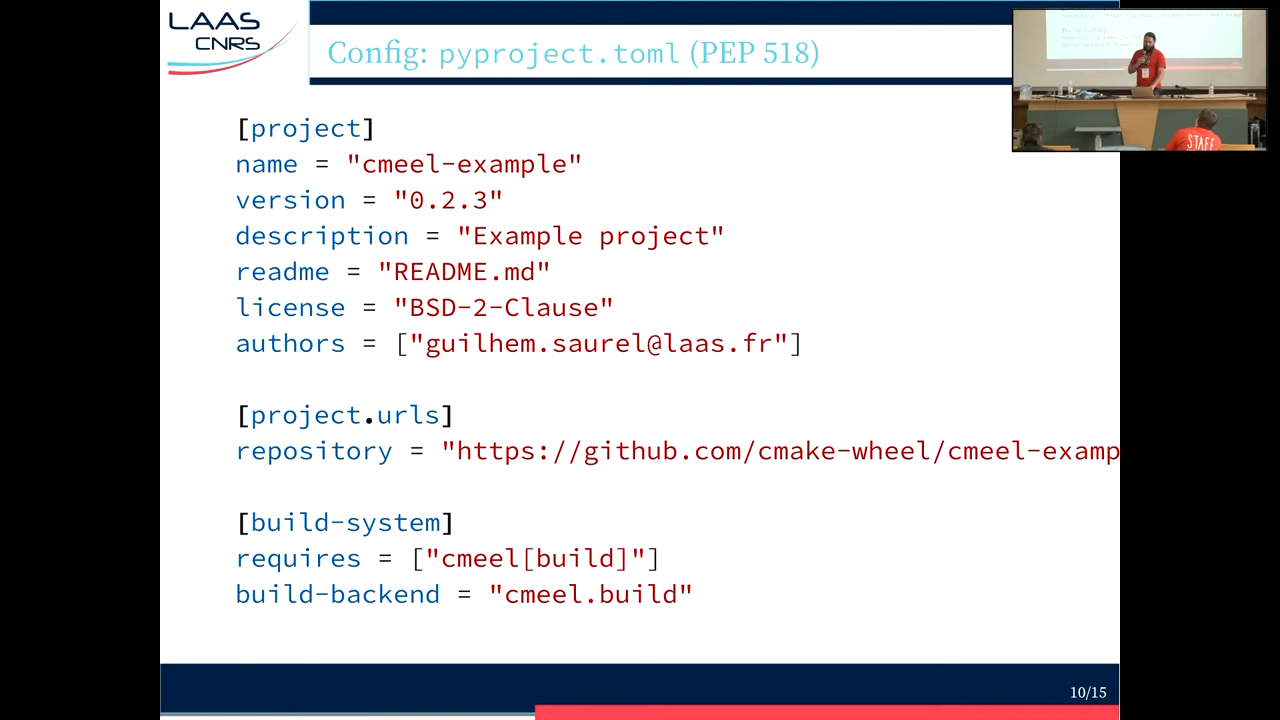 LAAS
CNRS
Config: pyproject.toml (PEP 518)
[project]
name = "cmeel-example"
version = "0.2.3"
description = "Example project"
readme = "README.md"
license = "BSD-2-Clause"
authors = ["guilhem.saurel@laas.fr"]
[project.urls]
repository = "https://github.com/cmake-wheel/cmeel-examp
[build-system]
requires = ["cmeel[build]"]
build-backend = "cmeel.build"
10/15
STAFF